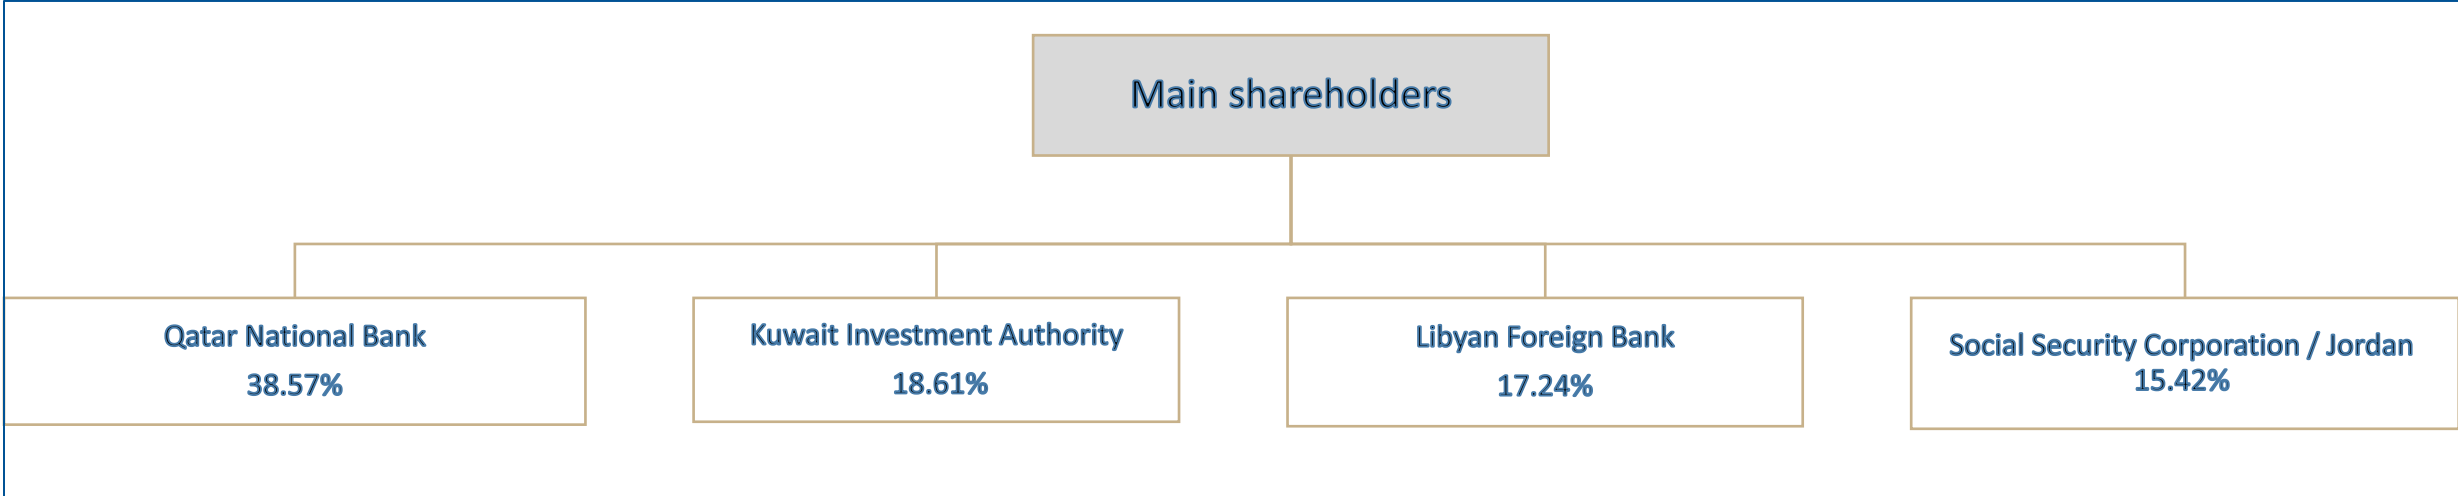 Main shareholders
Qatar National Bank
38.57%
Kuwait Investment Authority
18.61%
Libyan Foreign Bank
17.24%
Social Security Corporation / Jordan
15.42%